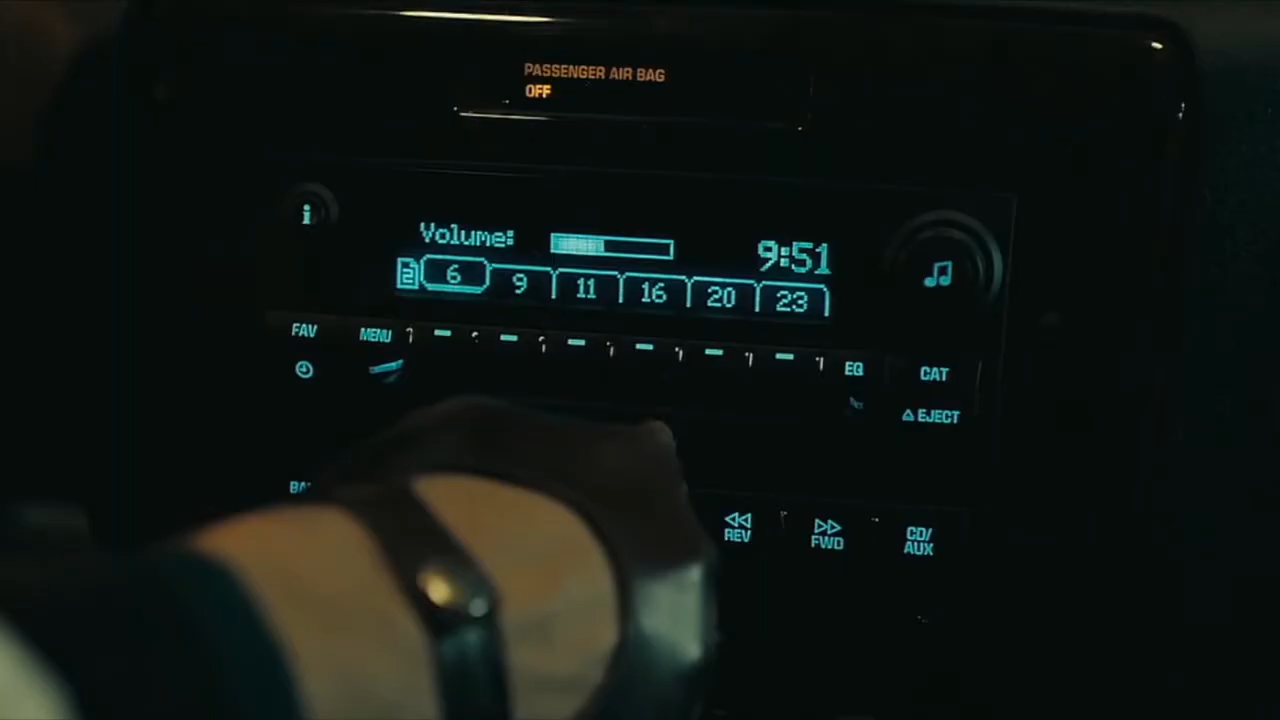 PASSENGER AIR BAG
OFF
i
Volume: 9:51
2 6 9 11 16 20 23
FAV MENU
EQ CAT
EJECT
REV FWD CD/
AUX